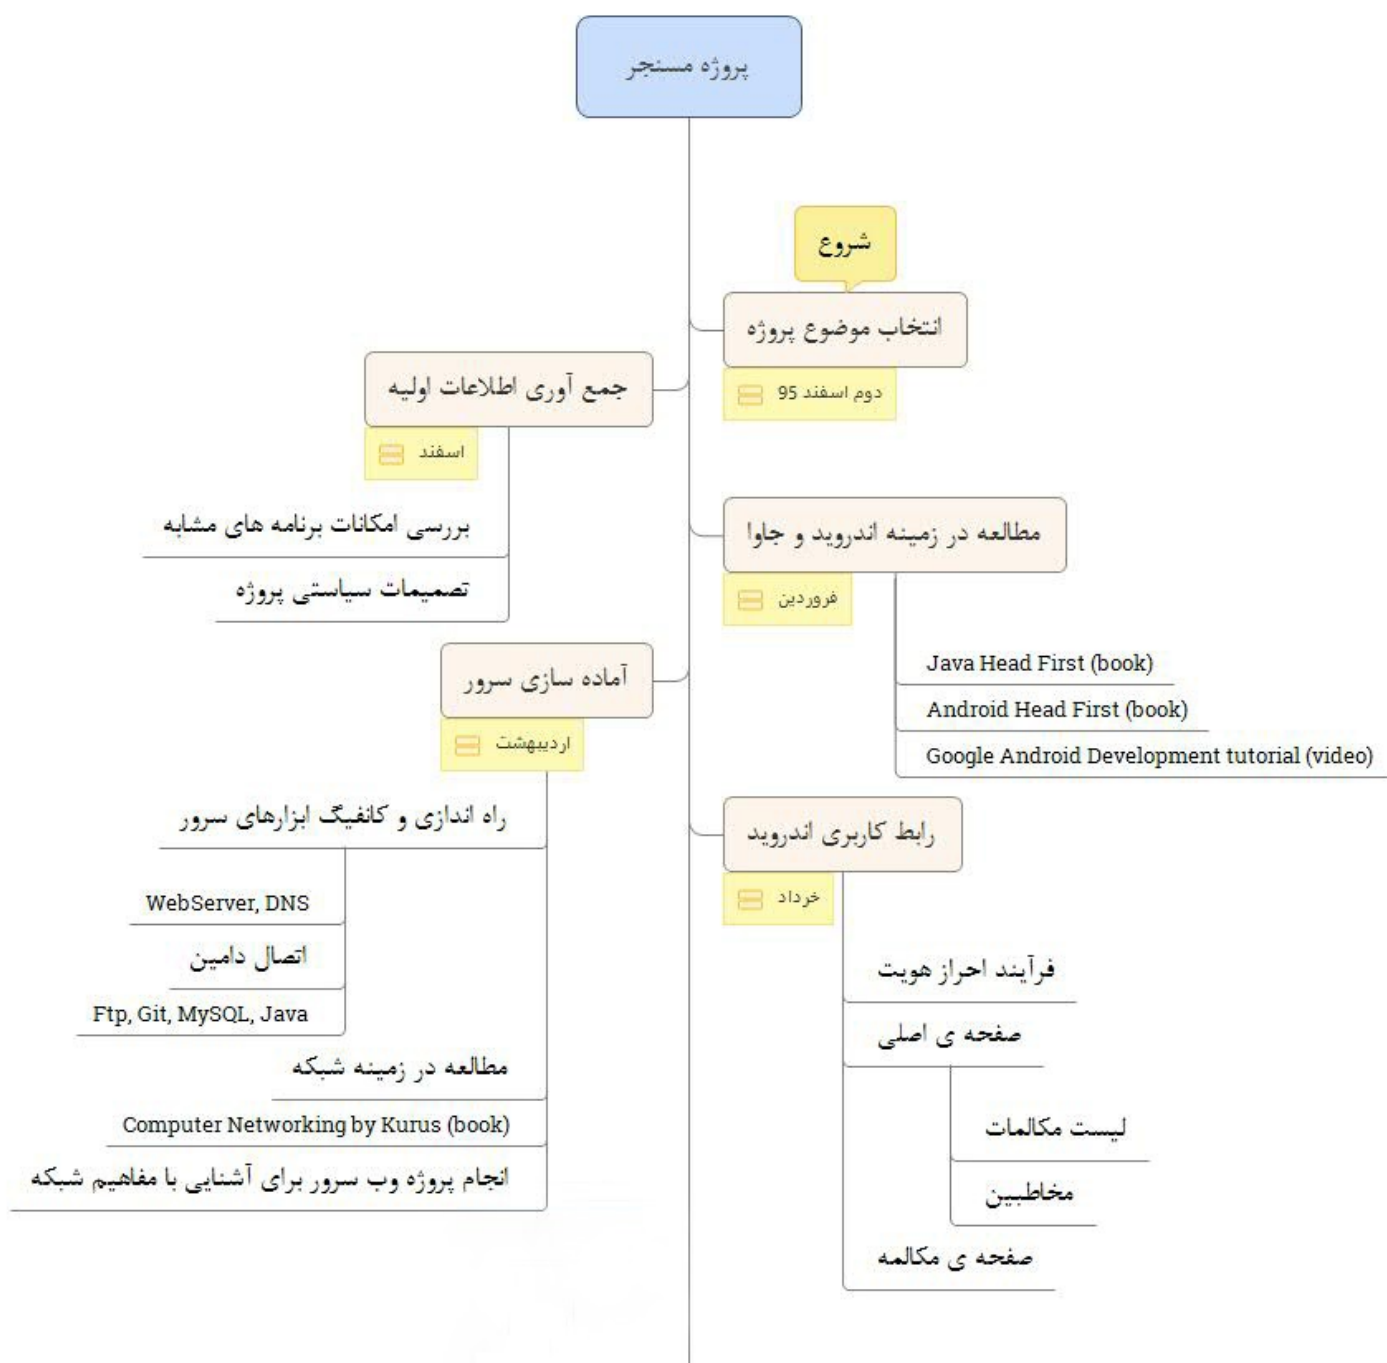 پروژه مسنجر
شروع
انتخاب موضوع پروژه
دوم اسفند 95
جمع آوری اطلاعات اولیه
اسفند
بررسی امکانات برنامه های مشابه
تصمیمات سیاستی پروژه
مطالعه در زمینه اندروید و جاوا
فروردین
Java Head First (book)
Android Head First (book)
Google Android Development tutorial (video)
آماده سازی سرور
اردیبهشت
راه اندازی و کانفیگ ابزارهای سرور
WebServer, DNS
اتصال دامین
Ftp, Git, MySQL, Java
مطالعه در زمینه شبکه
Computer Networking by Kurus (book)
انجام پروژه وب سرور برای آشنایی با مفاهیم شبکه
رابط کاربری اندروید
خرداد
فرآیند احراز هویت
صفحه ی اصلی
لیست مکالمات
مخاطبین
صفحه ی مکالمه